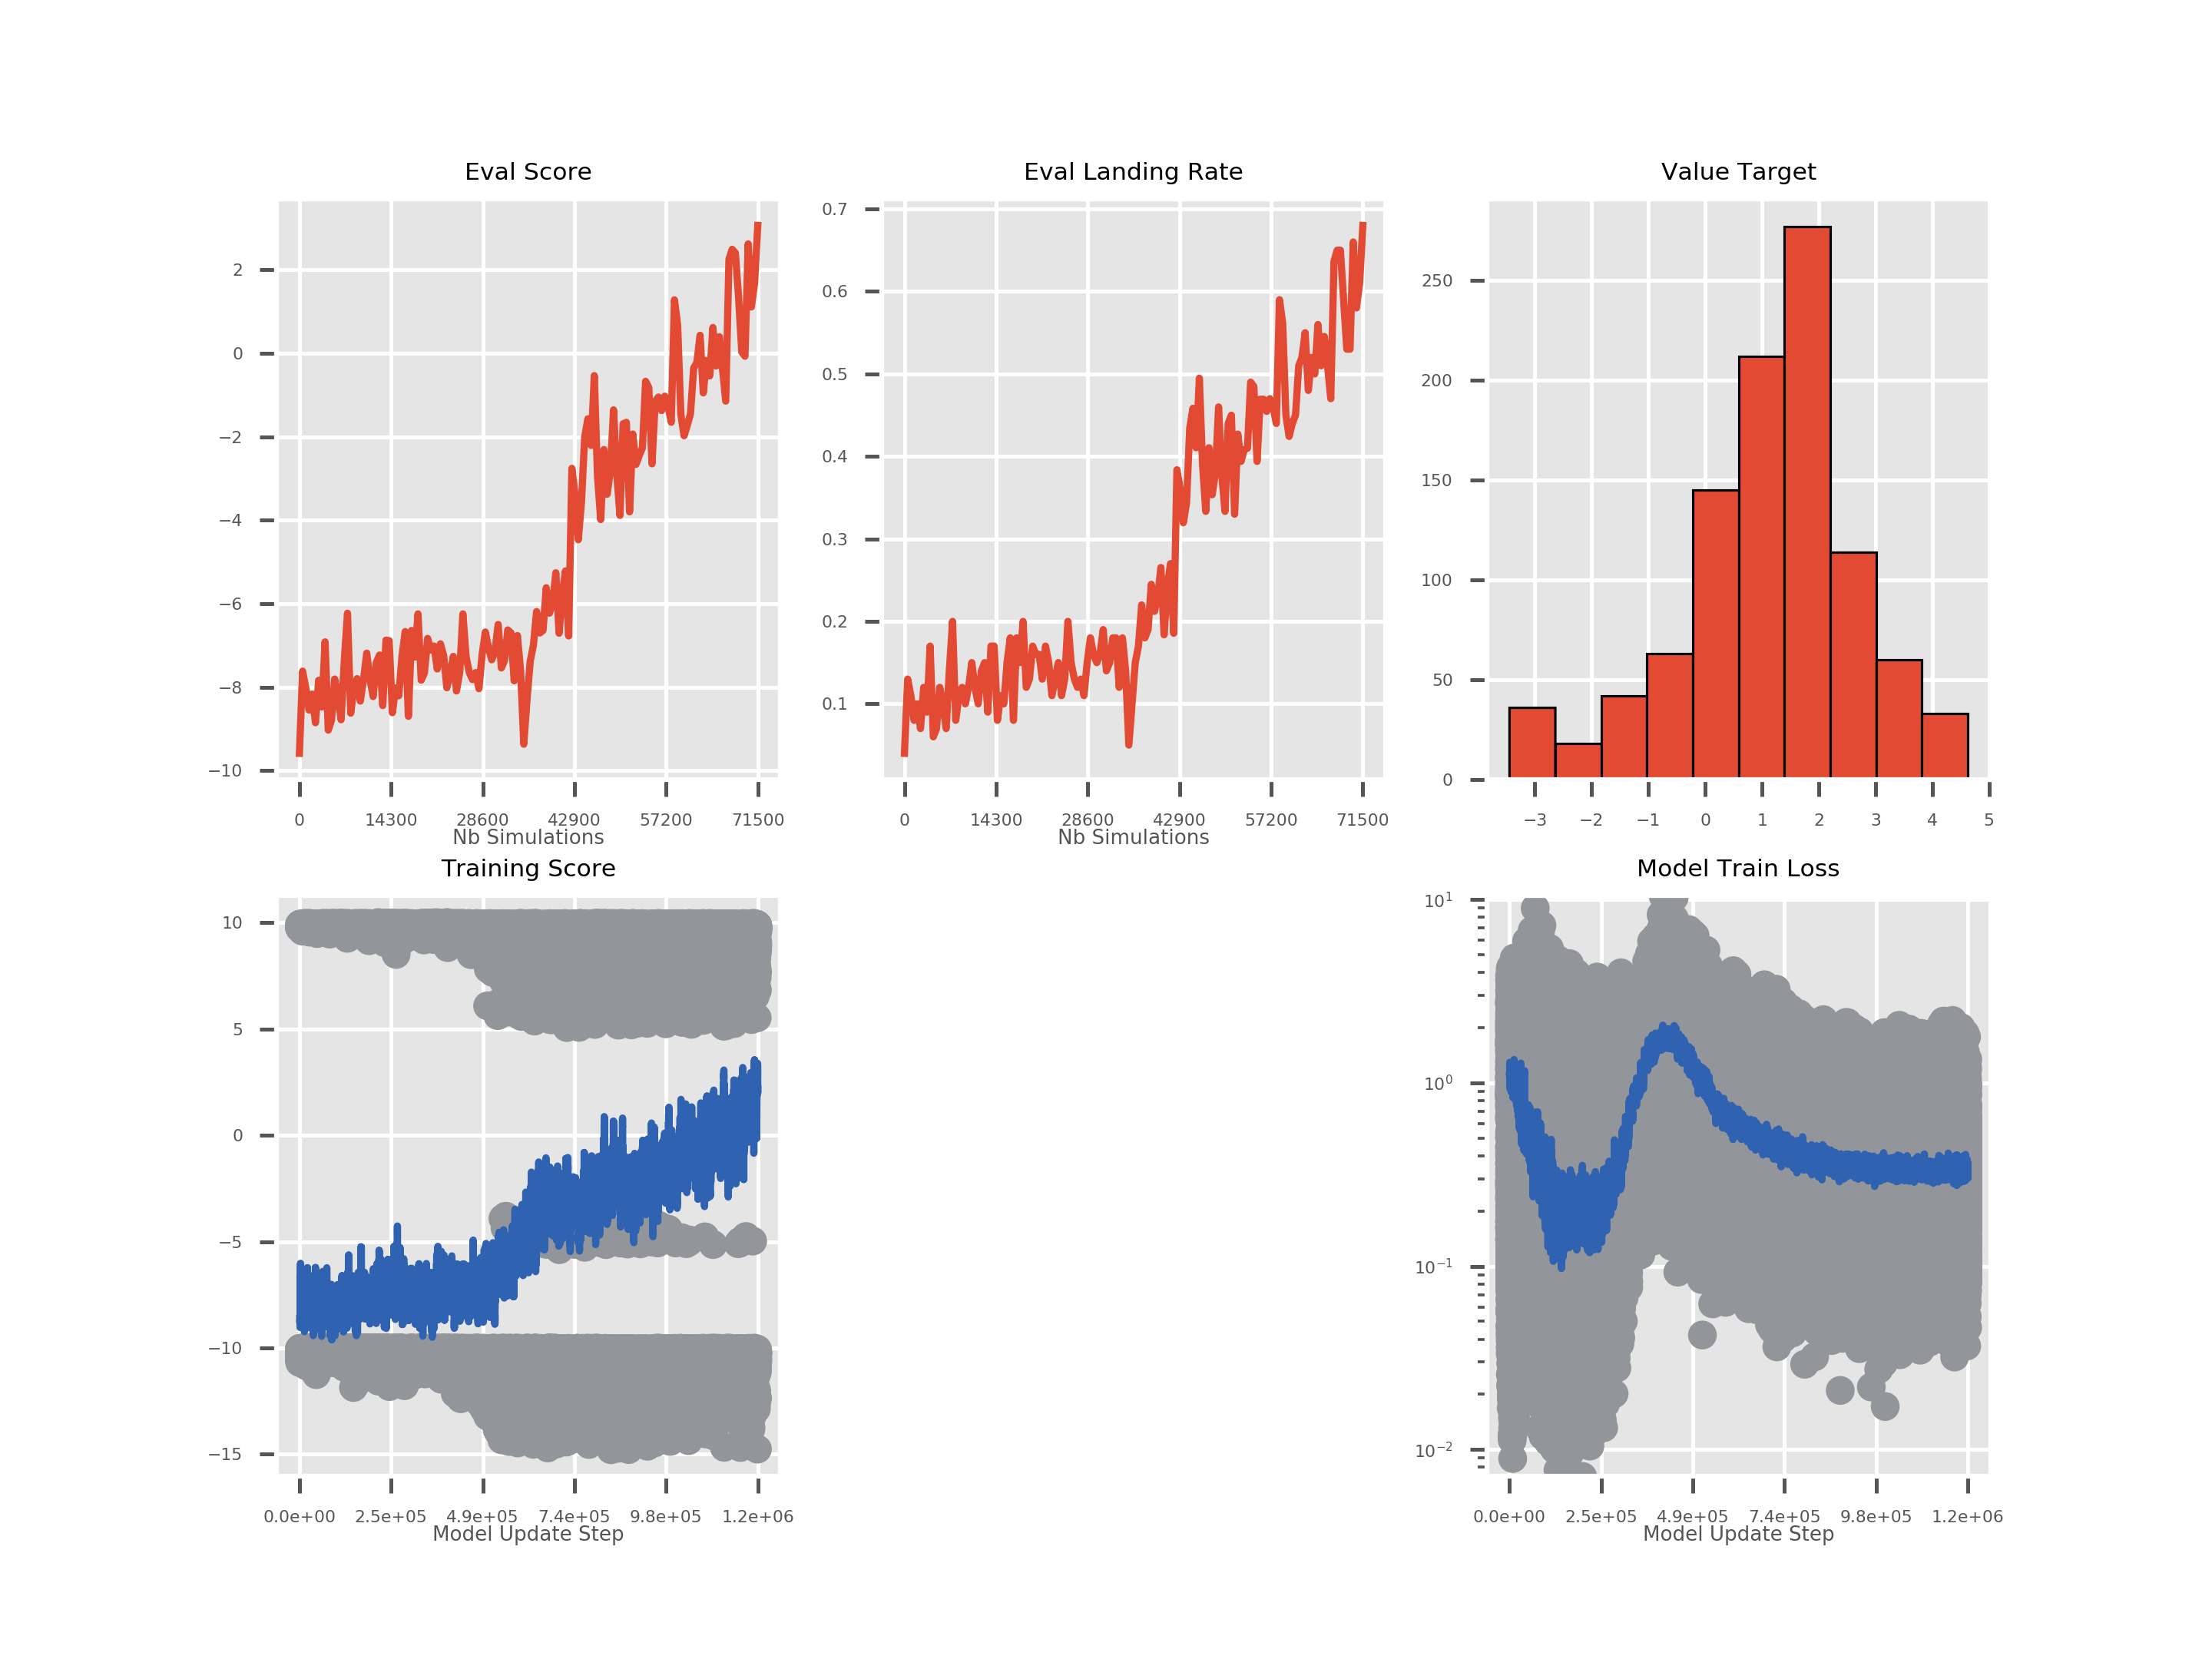 Eval Score
2
0
−2
−4
−6
−8
−10
0 14300 28600 42900 57200 71500
Nb Simulations
Eval Landing Rate
0.7
0.6
0.5
0.4
0.3
0.2
0.1
0 14300 28600 42900 57200 71500
Nb Simulations
Value Target
250
200
150
100
50
0
−3 −2 −1 0 1 2 3 4 5
Training Score
10
5
0
−5
−10
−15
0.0e+00 2.5e+05 4.9e+05 7.4e+05 9.8e+05 1.2e+06
Model Update Step
Model Train Loss
10¹
10⁰
10⁻¹
10⁻²
0.0e+00 2.5e+05 4.9e+05 7.4e+05 9.8e+05 1.2e+06
Model Update Step